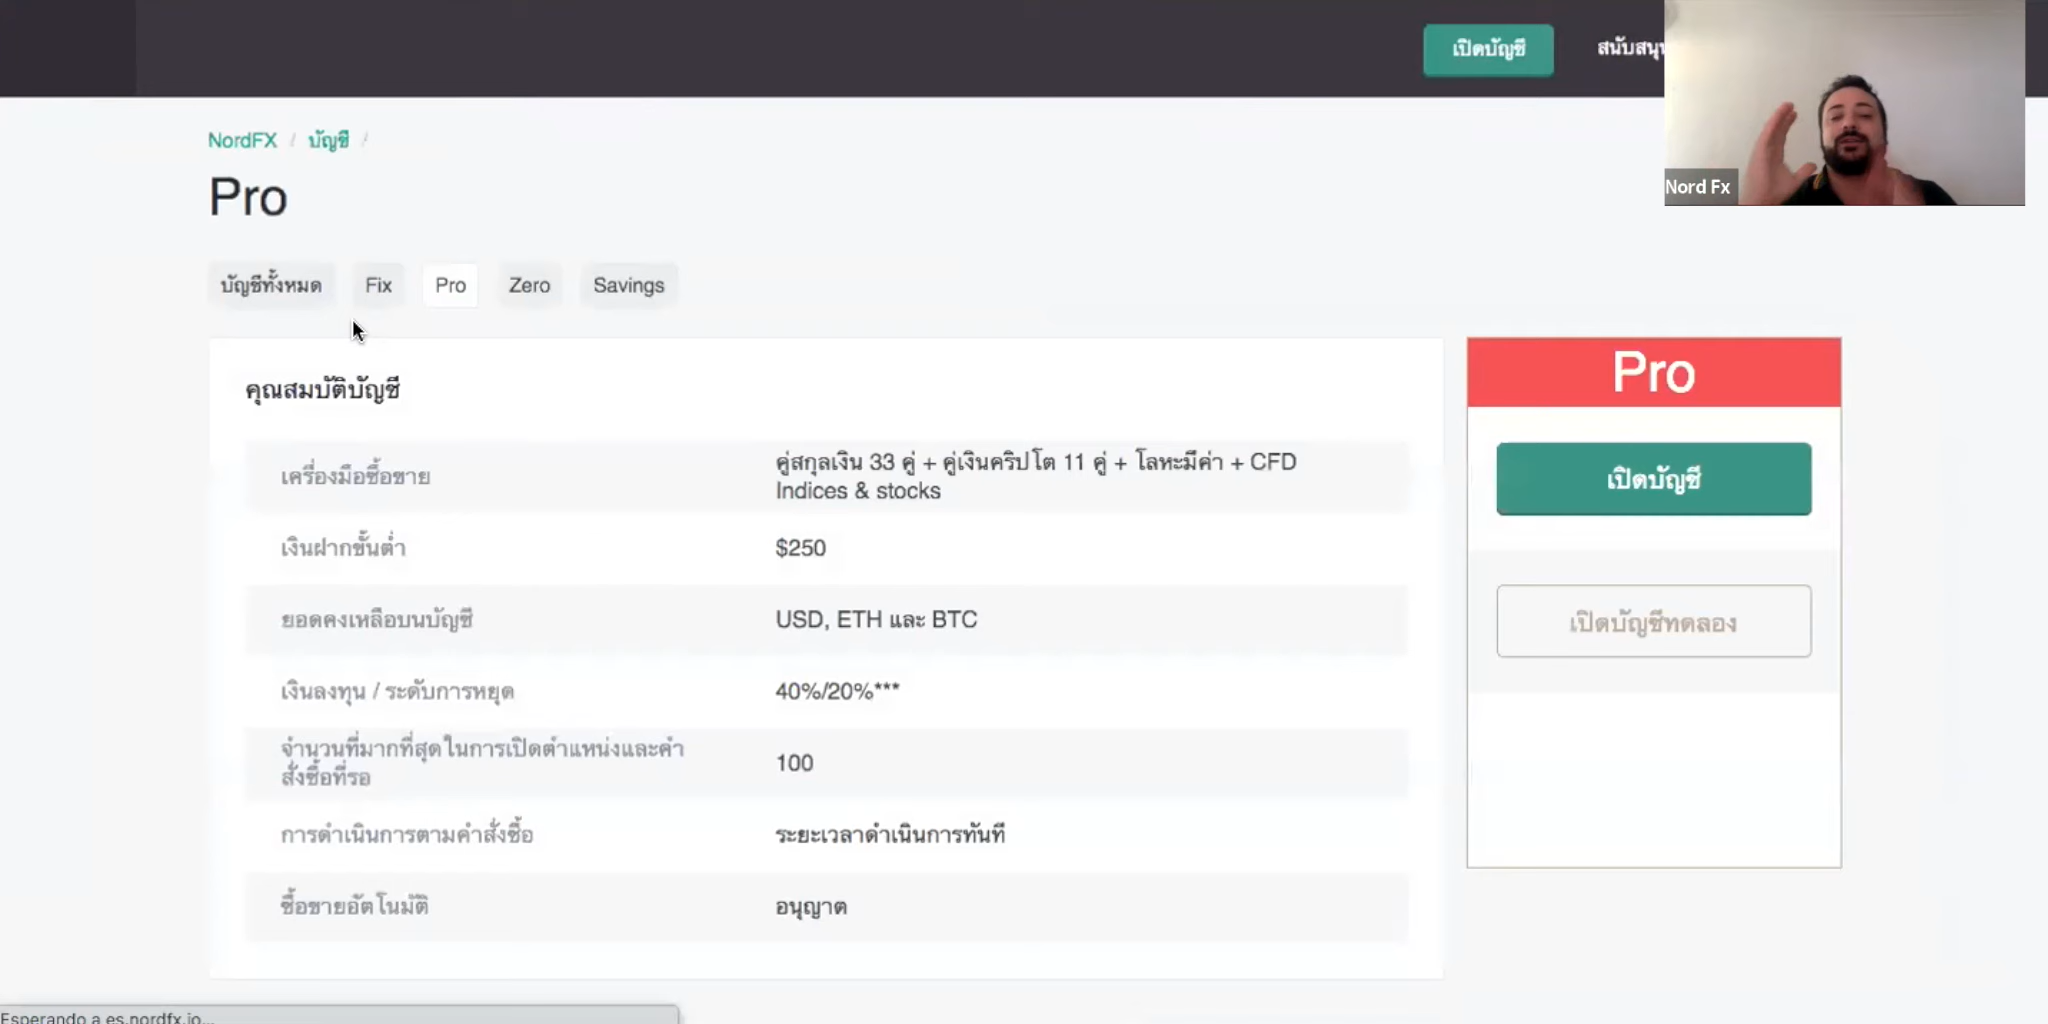 เปิดบัญชี
สนับสนุน
Nord Fx
NordFX / บัญชี /
Pro
บัญชีทั้งหมด Fix Pro Zero Savings
คุณสมบัติบัญชี
เครื่องมือซื้อขาย คู่สกุลเงิน 33 คู่ + คู่เงินคริปโต 11 คู่ + โลหะมีค่า + CFD
Indices & stocks
เงินฝากขั้นต่ำ $250
ยอดคงเหลือบนบัญชี USD, ETH และ BTC
เงินลงทุน / ระดับการหยุด 40%/20%***
จำนวนที่มากที่สุดในการเปิดตำแหน่งและคำ
สั่งซื้อที่รอ 100
การดำเนินการตามคำสั่งซื้อ ระยะเวลาดำเนินการทันที
ซื้อขายอัตโนมัติ อนุญาต
Pro
เปิดบัญชี
เปิดบัญชีทดลอง
Esperando a es.nordfx.io...